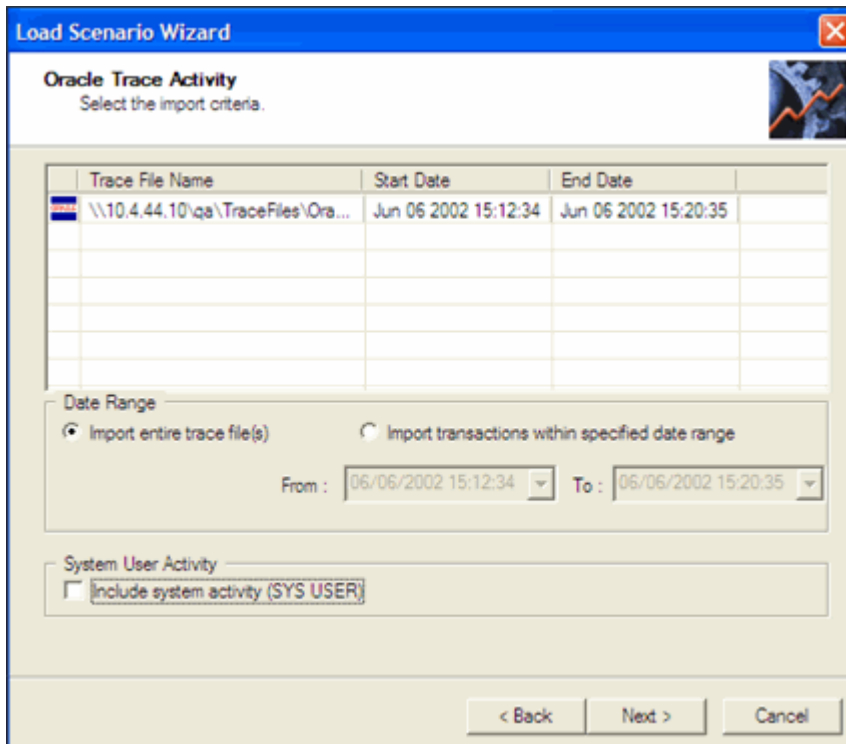 Load Scenario Wizard
Oracle Trace Activity
Select the import criteria.
Trace File Name Start Date End Date
\\10.4.44.10\qa\TraceFiles\Ora... Jun 06 2002 15:12:34 Jun 06 2002 15:20:35
Date Range
Import entire trace file(s) Import transactions within specified date range
From : 06/06/2002 15:12:34 To : 06/06/2002 15:20:35
System User Activity
Include system activity (SYS USER)
< Back Next > Cancel